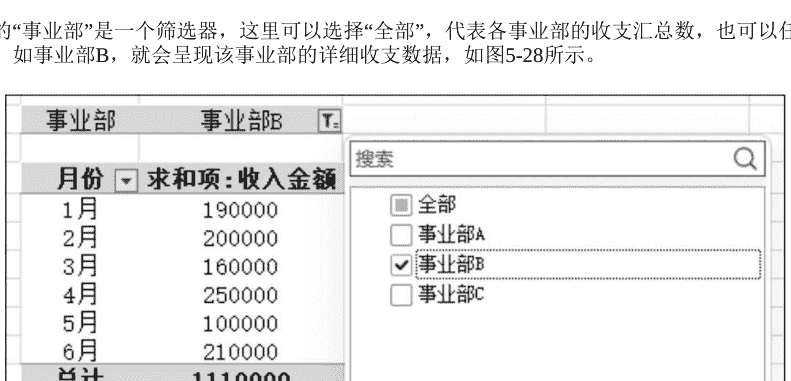 的“事业部”是一个筛选器，这里可以选择“全部”，代表各事业部的收支汇总数，也可以任
如事业部B，就会呈现该事业部的详细收支数据，如图5-28所示。
事业部 事业部B
搜索
月份 求和项:收入金额
全部
1月 190000
事业部A
2月 200000
事业部B
3月 160000
事业部C
4月 250000
5月 100000
6月 210000
总计 1110000